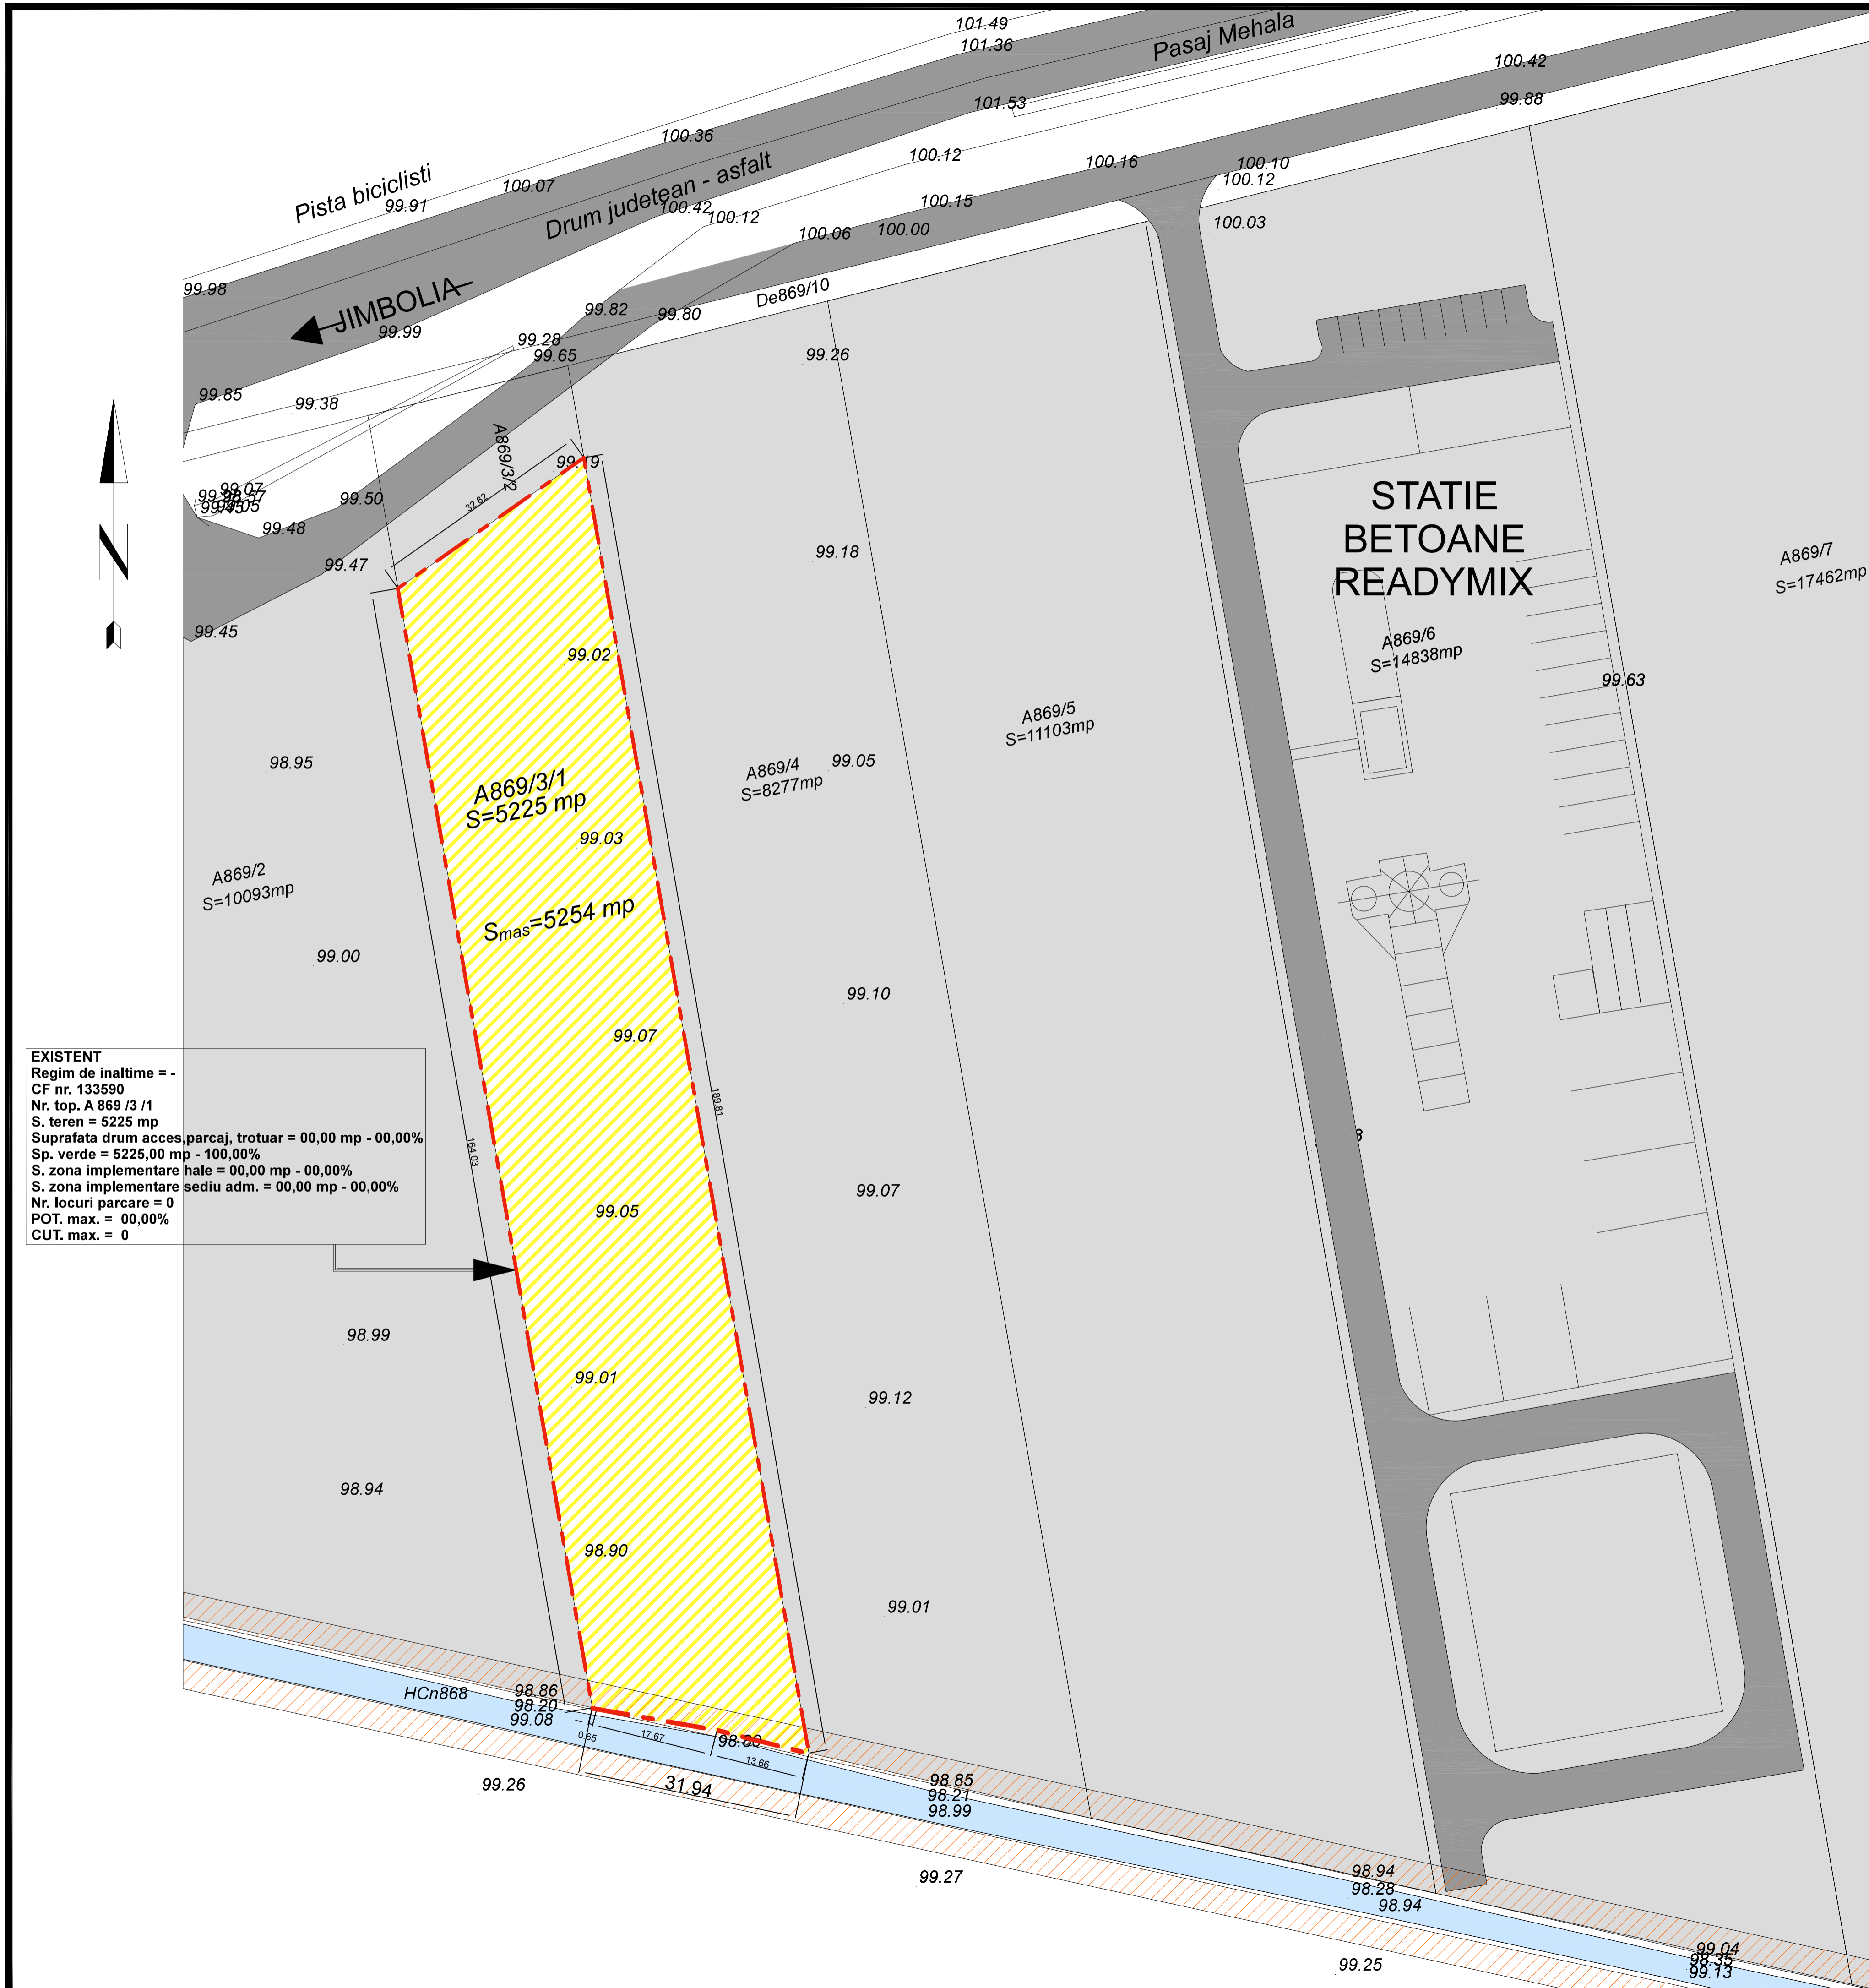 101.49
101.36
Pasaj Mehala
100.42
101.53
99.88
100.36
Pista biciclisti
100.07
Drum judetean - asfalt
100.12
100.16
100.10
100.12
99.91
100.42
100.12
100.15
100.03
100.06
100.00
99.98
JIMBOLIA
De869/10
99.82
99.80
99.99
99.28
99.65
99.26
99.85
99.38
A869/3/2
99.07
98.57
99.05
99.50
99.48
99.47
99.45
32.82
STATIE
BETOANE
READYMIX
N
99.18
A869/7
S=17462mp
A869/6
S=14838mp
99.63
99.02
98.95
A869/5
S=11103mp
A869/4
S=8277mp
99.05
A869/3/1
S=5225 mp
99.03
A869/2
S=10093mp
Smas=5254 mp
99.00
99.10
99.07
EXISTENT
Regim de inaltime = -
CF nr. 133590
Nr. top. A 869 /3 /1
S. teren = 5225 mp
Suprafata drum acces,parcaj, trotuar = 00,00 mp - 00,00%
Sp. verde = 5225,00 mp - 100,00%
S. zona implementare hale = 00,00 mp - 00,00%
S. zona implementare sediu adm. = 00,00 mp - 00,00%
Nr. locuri parcare = 0
POT. max. = 00,00%
CUT. max. = 0
164.03
189.81
99.07
99.05
98.99
99.01
99.12
98.94
98.90
99.01
HCn868
98.86
98.20
99.08
0.65
17.67
13.66
31.94
99.26
98.85
98.21
98.99
99.27
98.94
98.28
98.94
99.25
99.04
98.35
99.13